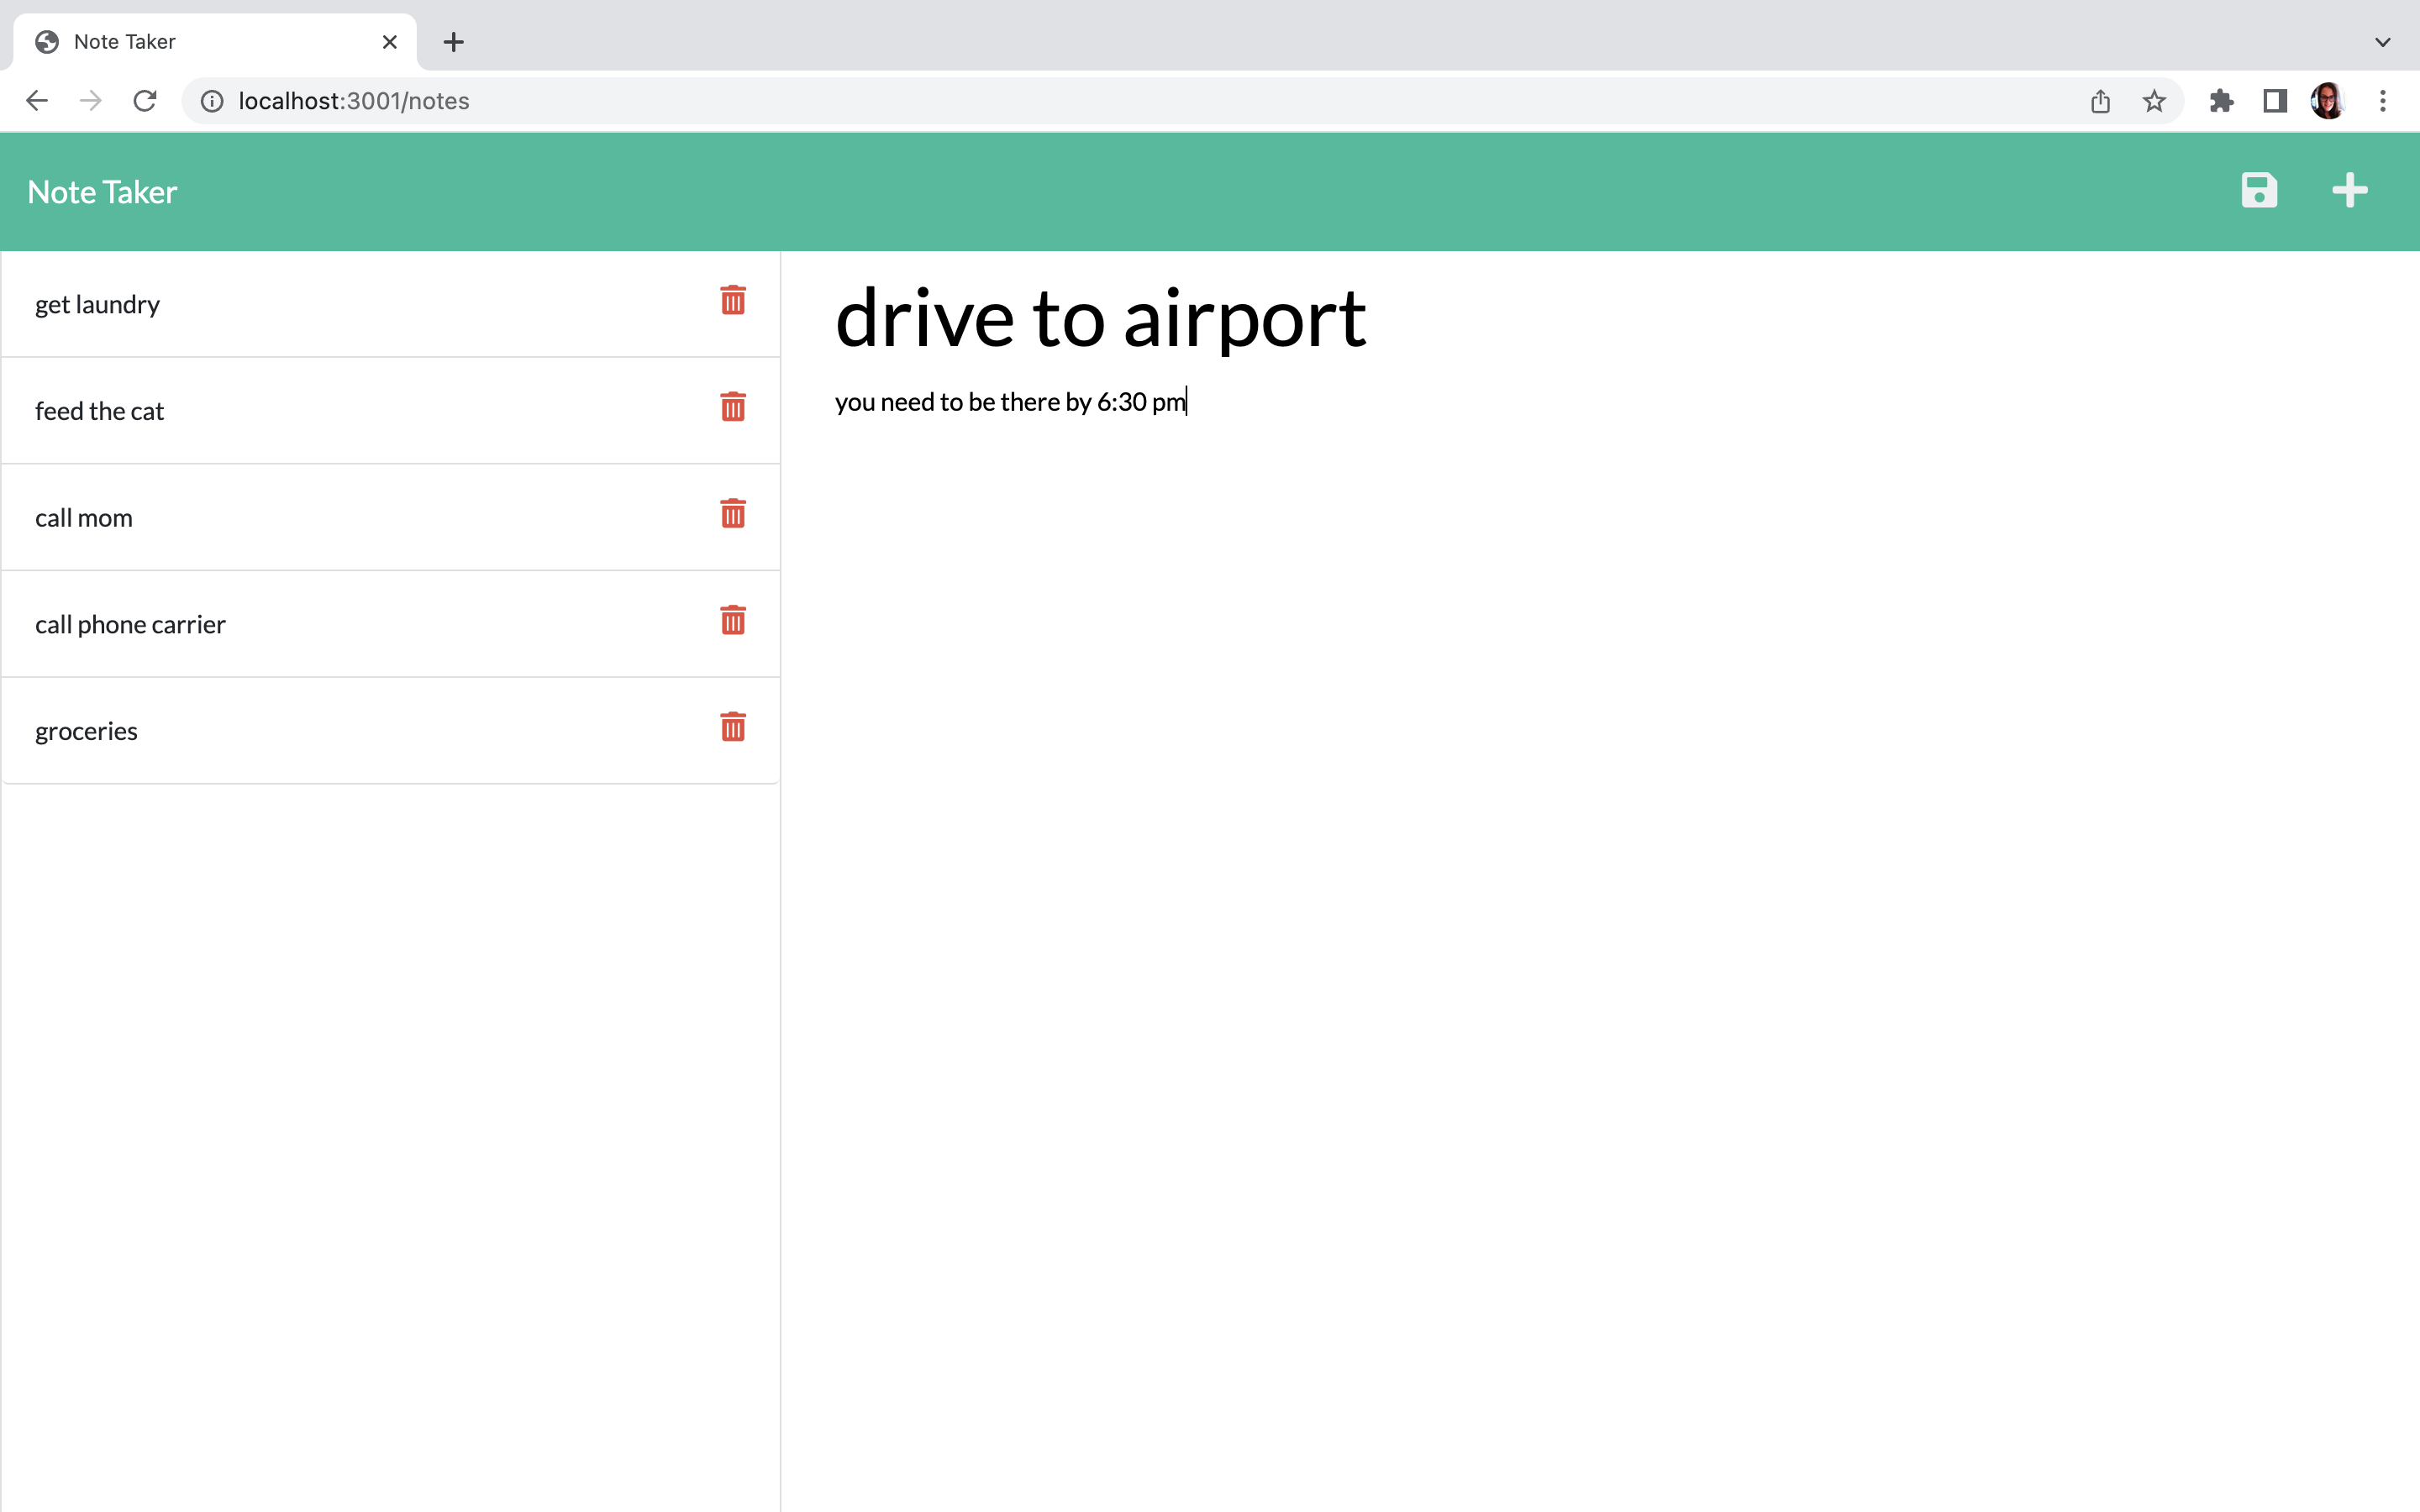 Note Taker
localhost:3001/notes
Note Taker
get laundry
feed the cat
call mom
call phone carrier
groceries
drive to airport
you need to be there by 6:30 pm